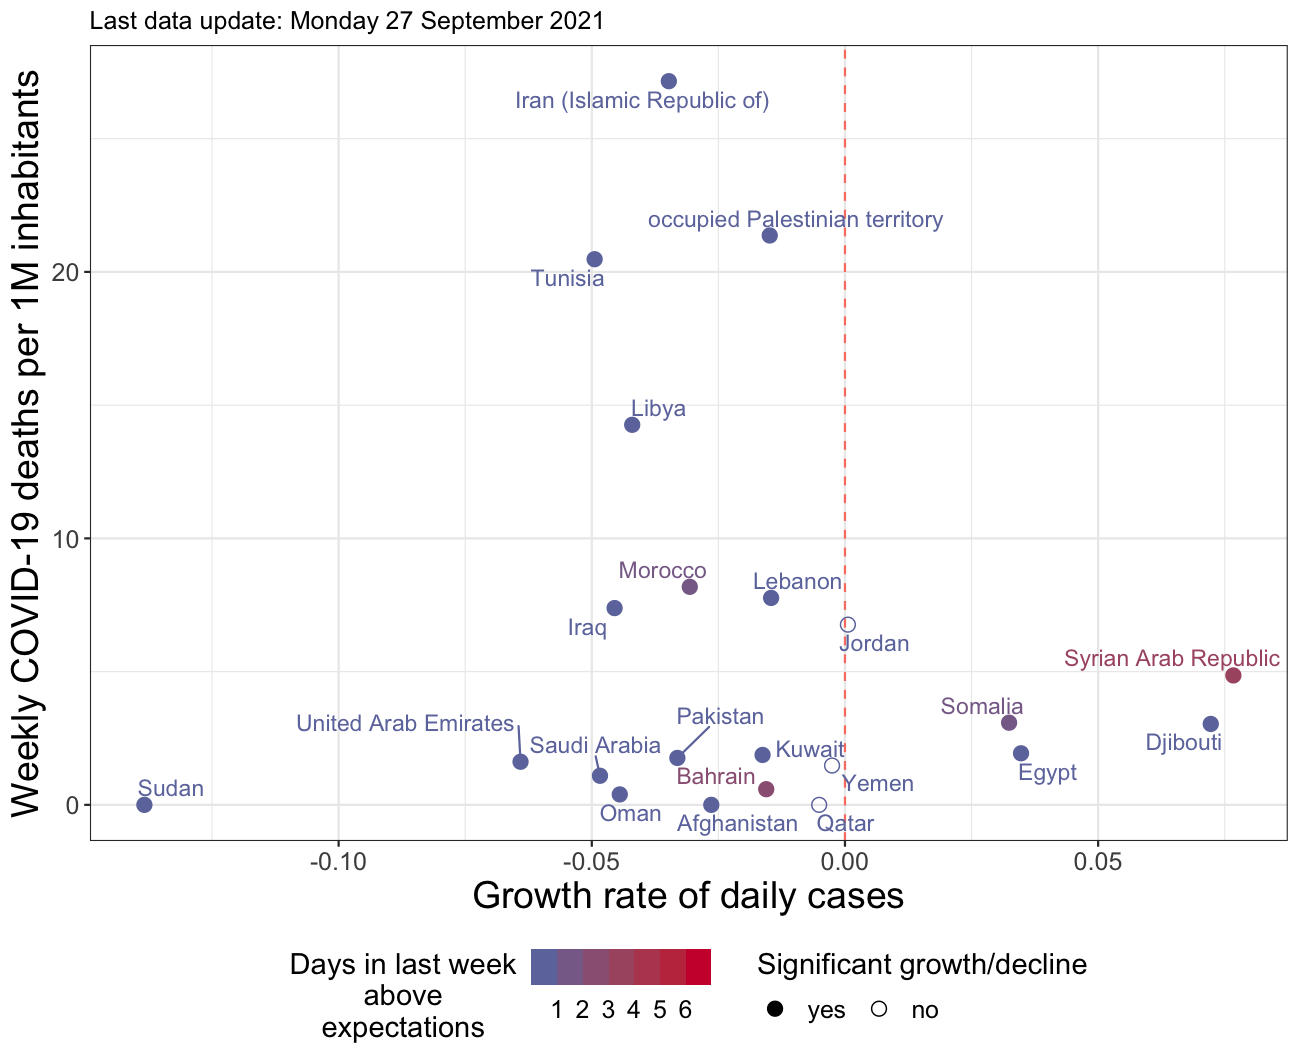 Last data update: Monday 27 September 2021
Weekly COVID-19 deaths per 1M inhabitants
20
10
0
Iran (Islamic Republic of)
occupied Palestinian territory
Tunisia
Libya
Morocco
Lebanon
Iraq
Jordan
Syrian Arab Republic
Somalia
Pakistan
United Arab Emirates
Djibouti
Saudi Arabia
Kuwait
Egypt
Bahrain
Yemen
Sudan
Oman
Afghanistan
Qatar
-0.10
-0.05
0.00
0.05
Growth rate of daily cases
Days in last week
above
expectations
1 2 3 4 5 6
Significant growth/decline
yes
no